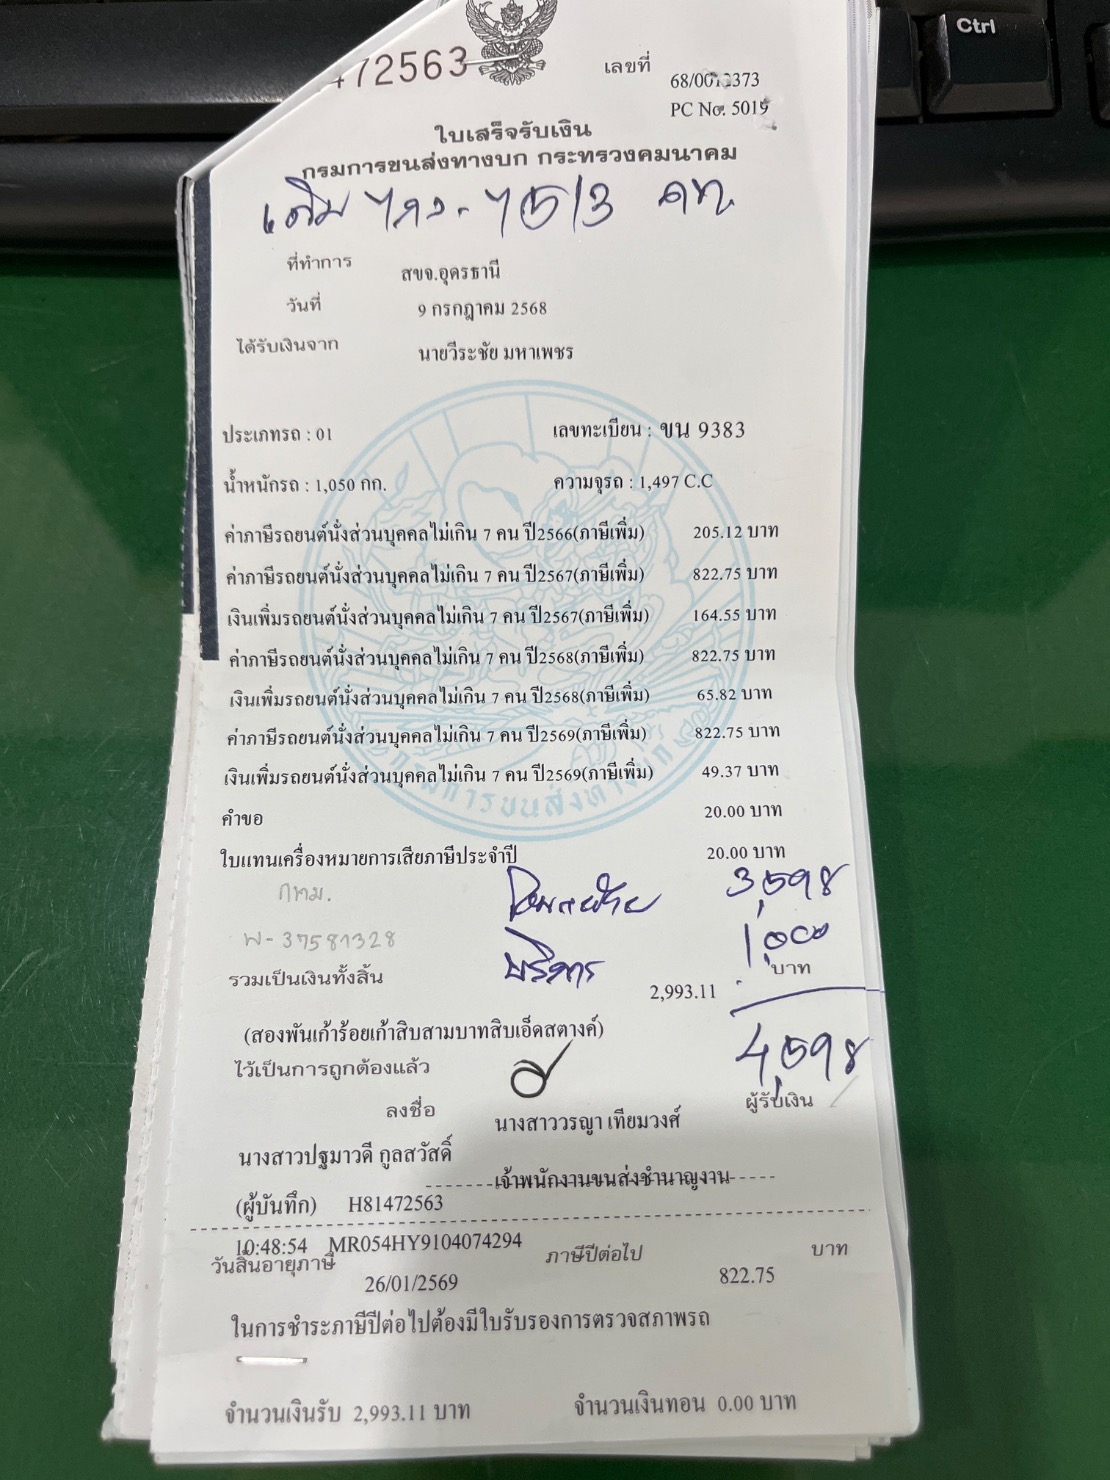 472563
เลขที่ 68/0012373
PC No. 5019
ใบเสร็จรับเงิน
กรมการขนส่งทางบก กระทรวงคมนาคม
เดิม 1กง-7513 กท.
ที่ทำการ สขจ.อุดรธานี
วันที่ 9 กรกฎาคม 2568
ได้รับเงินจาก นายวีระชัย มหาเพชร
ประเภทรถ : 01 เลขทะเบียน : ขน 9383
น้ำหนักรถ : 1,050 กก. ความจุรถ : 1,497 C.C
ค่าภาษีรถยนต์นั่งส่วนบุคคลไม่เกิน 7 คน ปี2566(ภาษีเพิ่ม) 205.12 บาท
ค่าภาษีรถยนต์นั่งส่วนบุคคลไม่เกิน 7 คน ปี2567(ภาษีเพิ่ม) 822.75 บาท
เงินเพิ่มรถยนต์นั่งส่วนบุคคลไม่เกิน 7 คน ปี2567(ภาษีเพิ่ม) 164.55 บาท
ค่าภาษีรถยนต์นั่งส่วนบุคคลไม่เกิน 7 คน ปี2568(ภาษีเพิ่ม) 822.75 บาท
เงินเพิ่มรถยนต์นั่งส่วนบุคคลไม่เกิน 7 คน ปี2568(ภาษีเพิ่ม) 65.82 บาท
ค่าภาษีรถยนต์นั่งส่วนบุคคลไม่เกิน 7 คน ปี2569(ภาษีเพิ่ม) 822.75 บาท
เงินเพิ่มรถยนต์นั่งส่วนบุคคลไม่เกิน 7 คน ปี2569(ภาษีเพิ่ม) 49.37 บาท
กรมการขนส่งทางบก
คำขอ 20.00 บาท
ใบแทนเครื่องหมายการเสียภาษีประจำปี 20.00 บาท
กทม. 3,598
พ-37581328 บริการ 1,000
รวมเป็นเงินทั้งสิ้น 2,993.11 บาท
(สองพันเก้าร้อยเก้าสิบสามบาทสิบเอ็ดสตางค์)
4,598
ไว้เป็นการถูกต้องแล้ว
ลงชื่อ ผู้รับเงิน
นางสาววรญา เทียมวงศ์
นางสาวปฐมาวดี กูลสวัสดิ์
เจ้าพนักงานขนส่งชำนาญงาน
(ผู้บันทึก) H81472563
10:48:54 MR054HY9104074294
วันสิ้นอายุภาษี 26/01/2569 ภาษีปีต่อไป 822.75 บาท
ในการชำระภาษีปีต่อไปต้องมีใบรับรองการตรวจสภาพรถ
จำนวนเงินรับ 2,993.11 บาท จำนวนเงินทอน 0.00 บาท
Ctrl